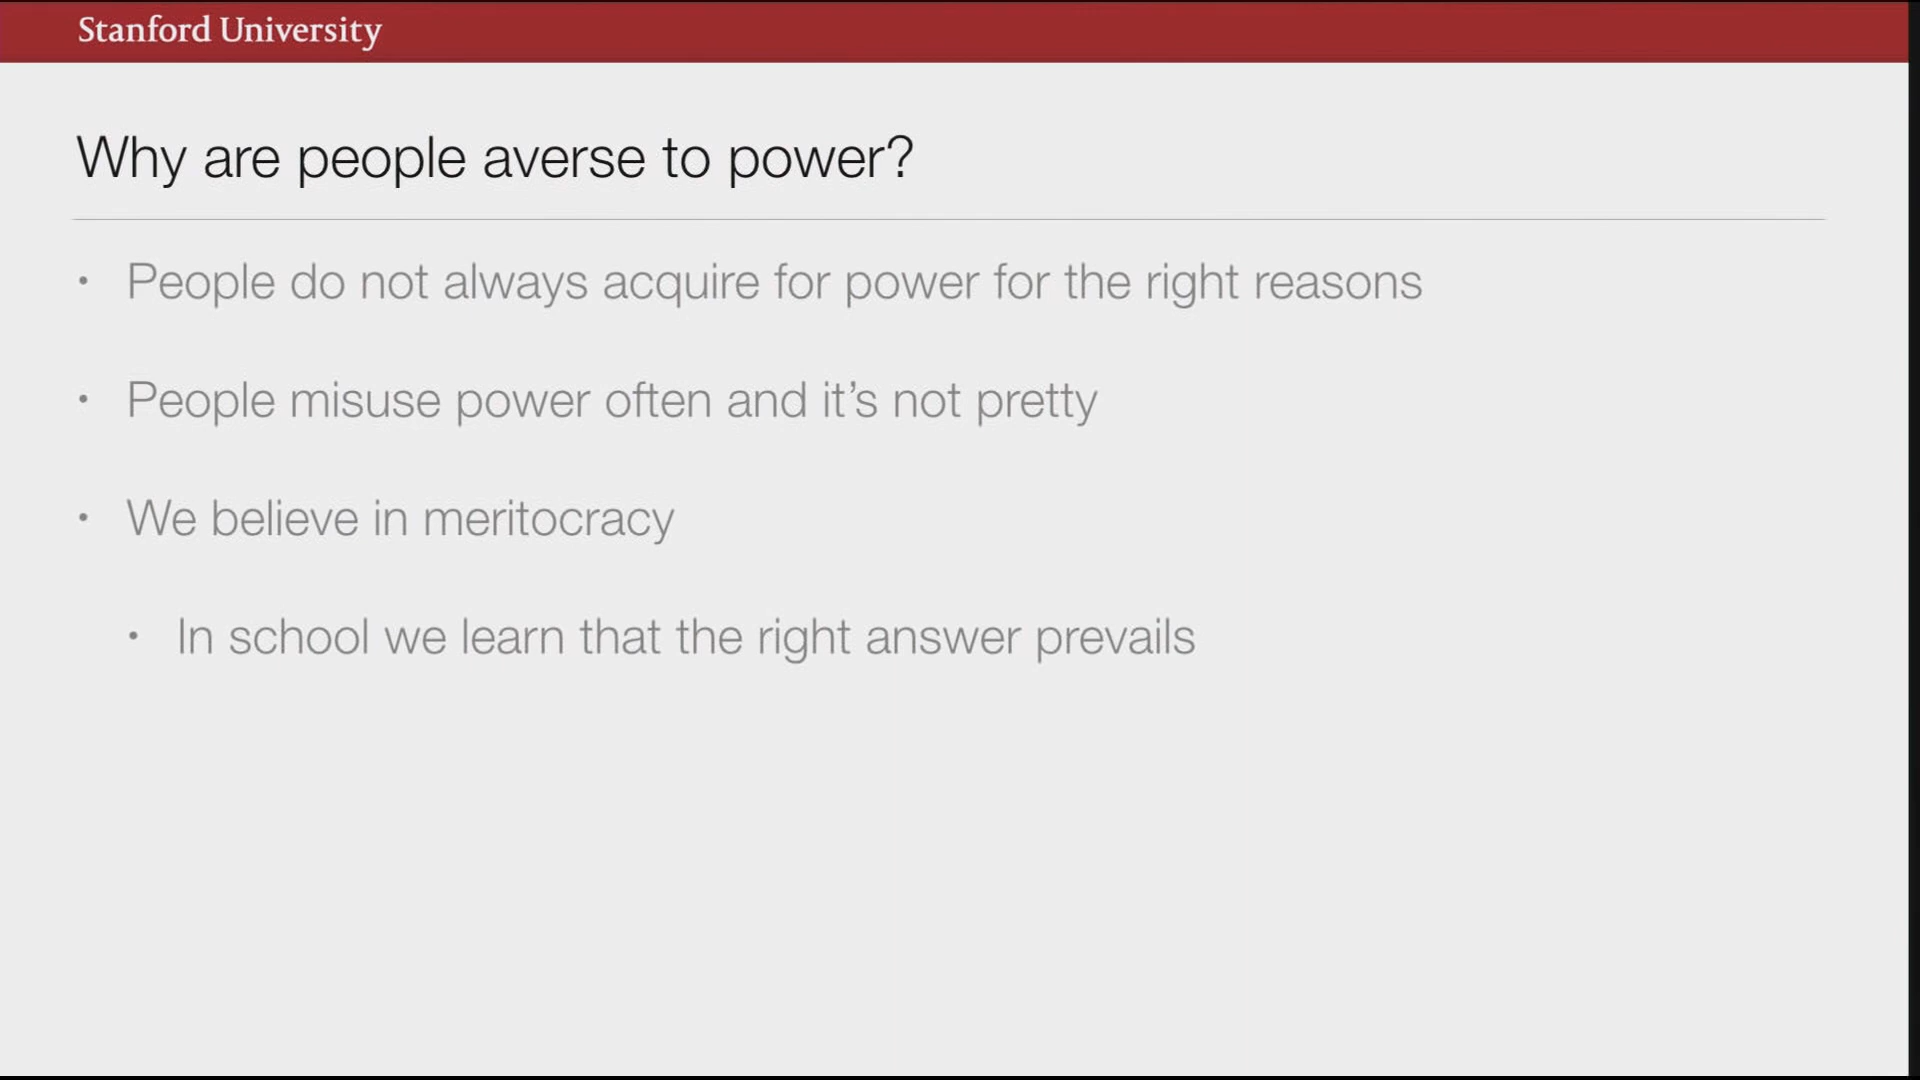 Stanford University
Why are people averse to power?
• People do not always acquire for power for the right reasons
• People misuse power often and it’s not pretty
• We believe in meritocracy
• In school we learn that the right answer prevails